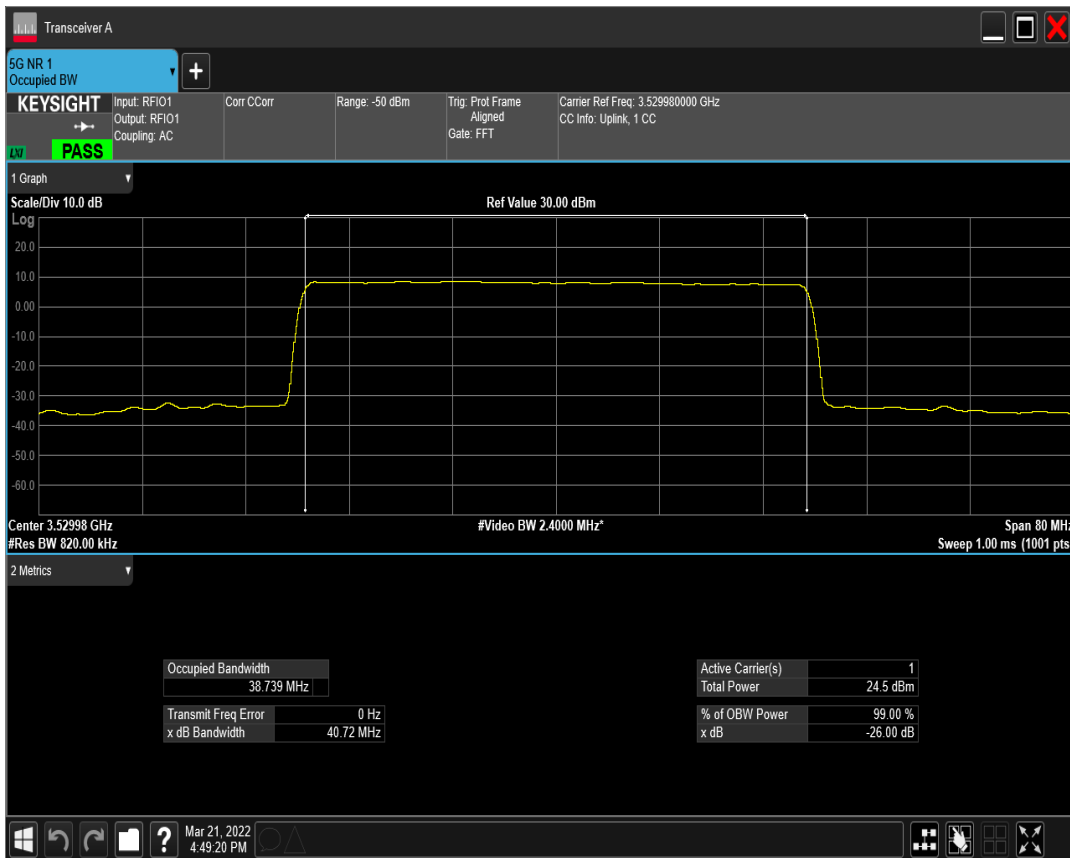 Transceiver A
5G NR 1
Occupied BW
KEYSIGHT
LXI
PASS
Input: RFIO1
Output: RFIO1
Coupling: AC
Corr CCorr
Range: -50 dBm
Trig: Prot Frame
Aligned
Gate: FFT
Carrier Ref Freq: 3.529980000 GHz
CC Info: Uplink, 1 CC
1 Graph
Scale/Div 10.0 dB
Ref Value 30.00 dBm
Log
20.0
10.0
0.00
-10.0
-20.0
-30.0
-40.0
-50.0
-60.0
Center 3.52998 GHz
#Video BW 2.4000 MHz*
Span 80 MHz
#Res BW 820.00 kHz
Sweep 1.00 ms (1001 pts
2 Metrics
Occupied Bandwidth
38.739 MHz
Transmit Freq Error 0 Hz
x dB Bandwidth 40.72 MHz
Active Carrier(s) 1
Total Power 24.5 dBm
% of OBW Power 99.00 %
x dB -26.00 dB
?
Mar 21, 2022
4:49:20 PM